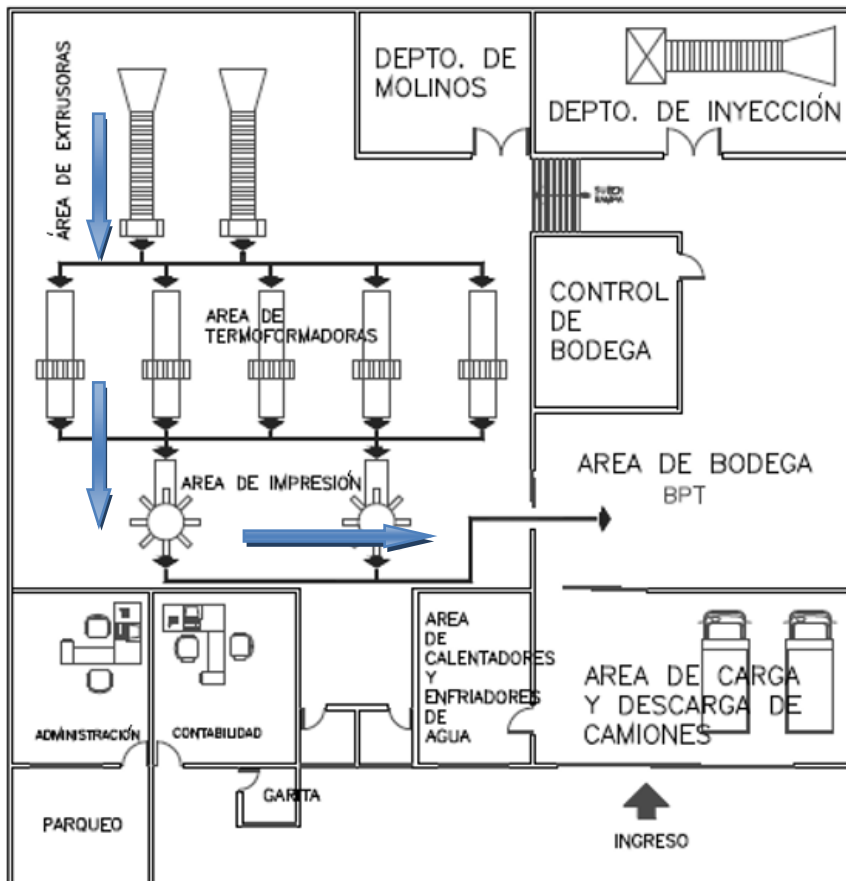 DEPTO. DE
MOLINOS
DEPTO. DE INYECCIÓN
ÁREA DE EXTRUSORAS
CONTROL
DE
BODEGA
AREA DE
TERMOFORMADORAS
AREA DE IMPRESIÓN
AREA DE BODEGA
BPT
AREA
DE
CALENTADORES
Y
ENFRIADORES
DE
AGUA
AREA DE CARGA
Y DESCARGA DE
CAMIONES
ADMINISTRACIÓN
CONTABILIDAD
GARITA
PARQUEO
INGRESO